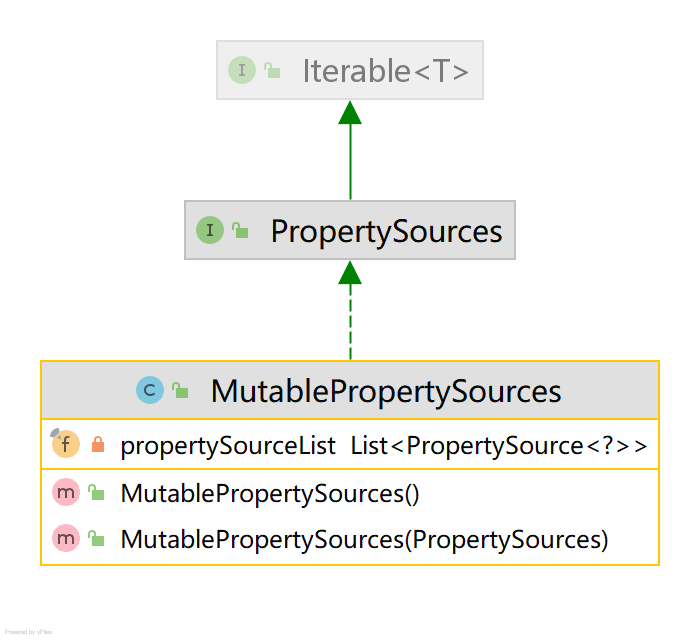 I Iterable<T>
I PropertySources
C MutablePropertySources
f propertySourceList List<PropertySource<?>>
m MutablePropertySources()
m MutablePropertySources(PropertySources)
Powered by yFiles